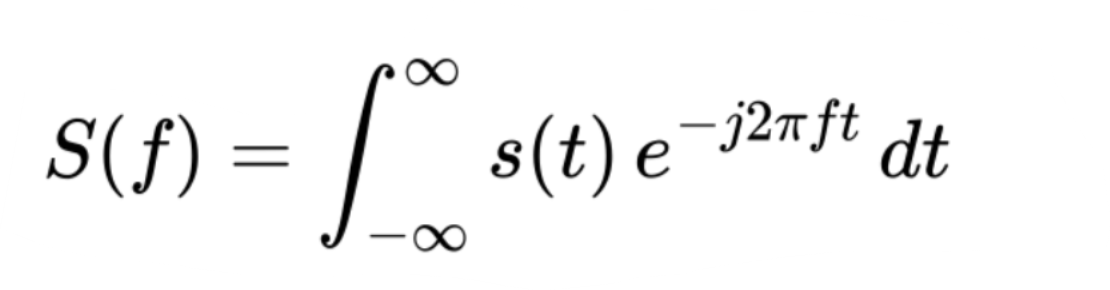 S(f) = ∫_{-∞}^{∞} s(t) e^{-j2πft} dt